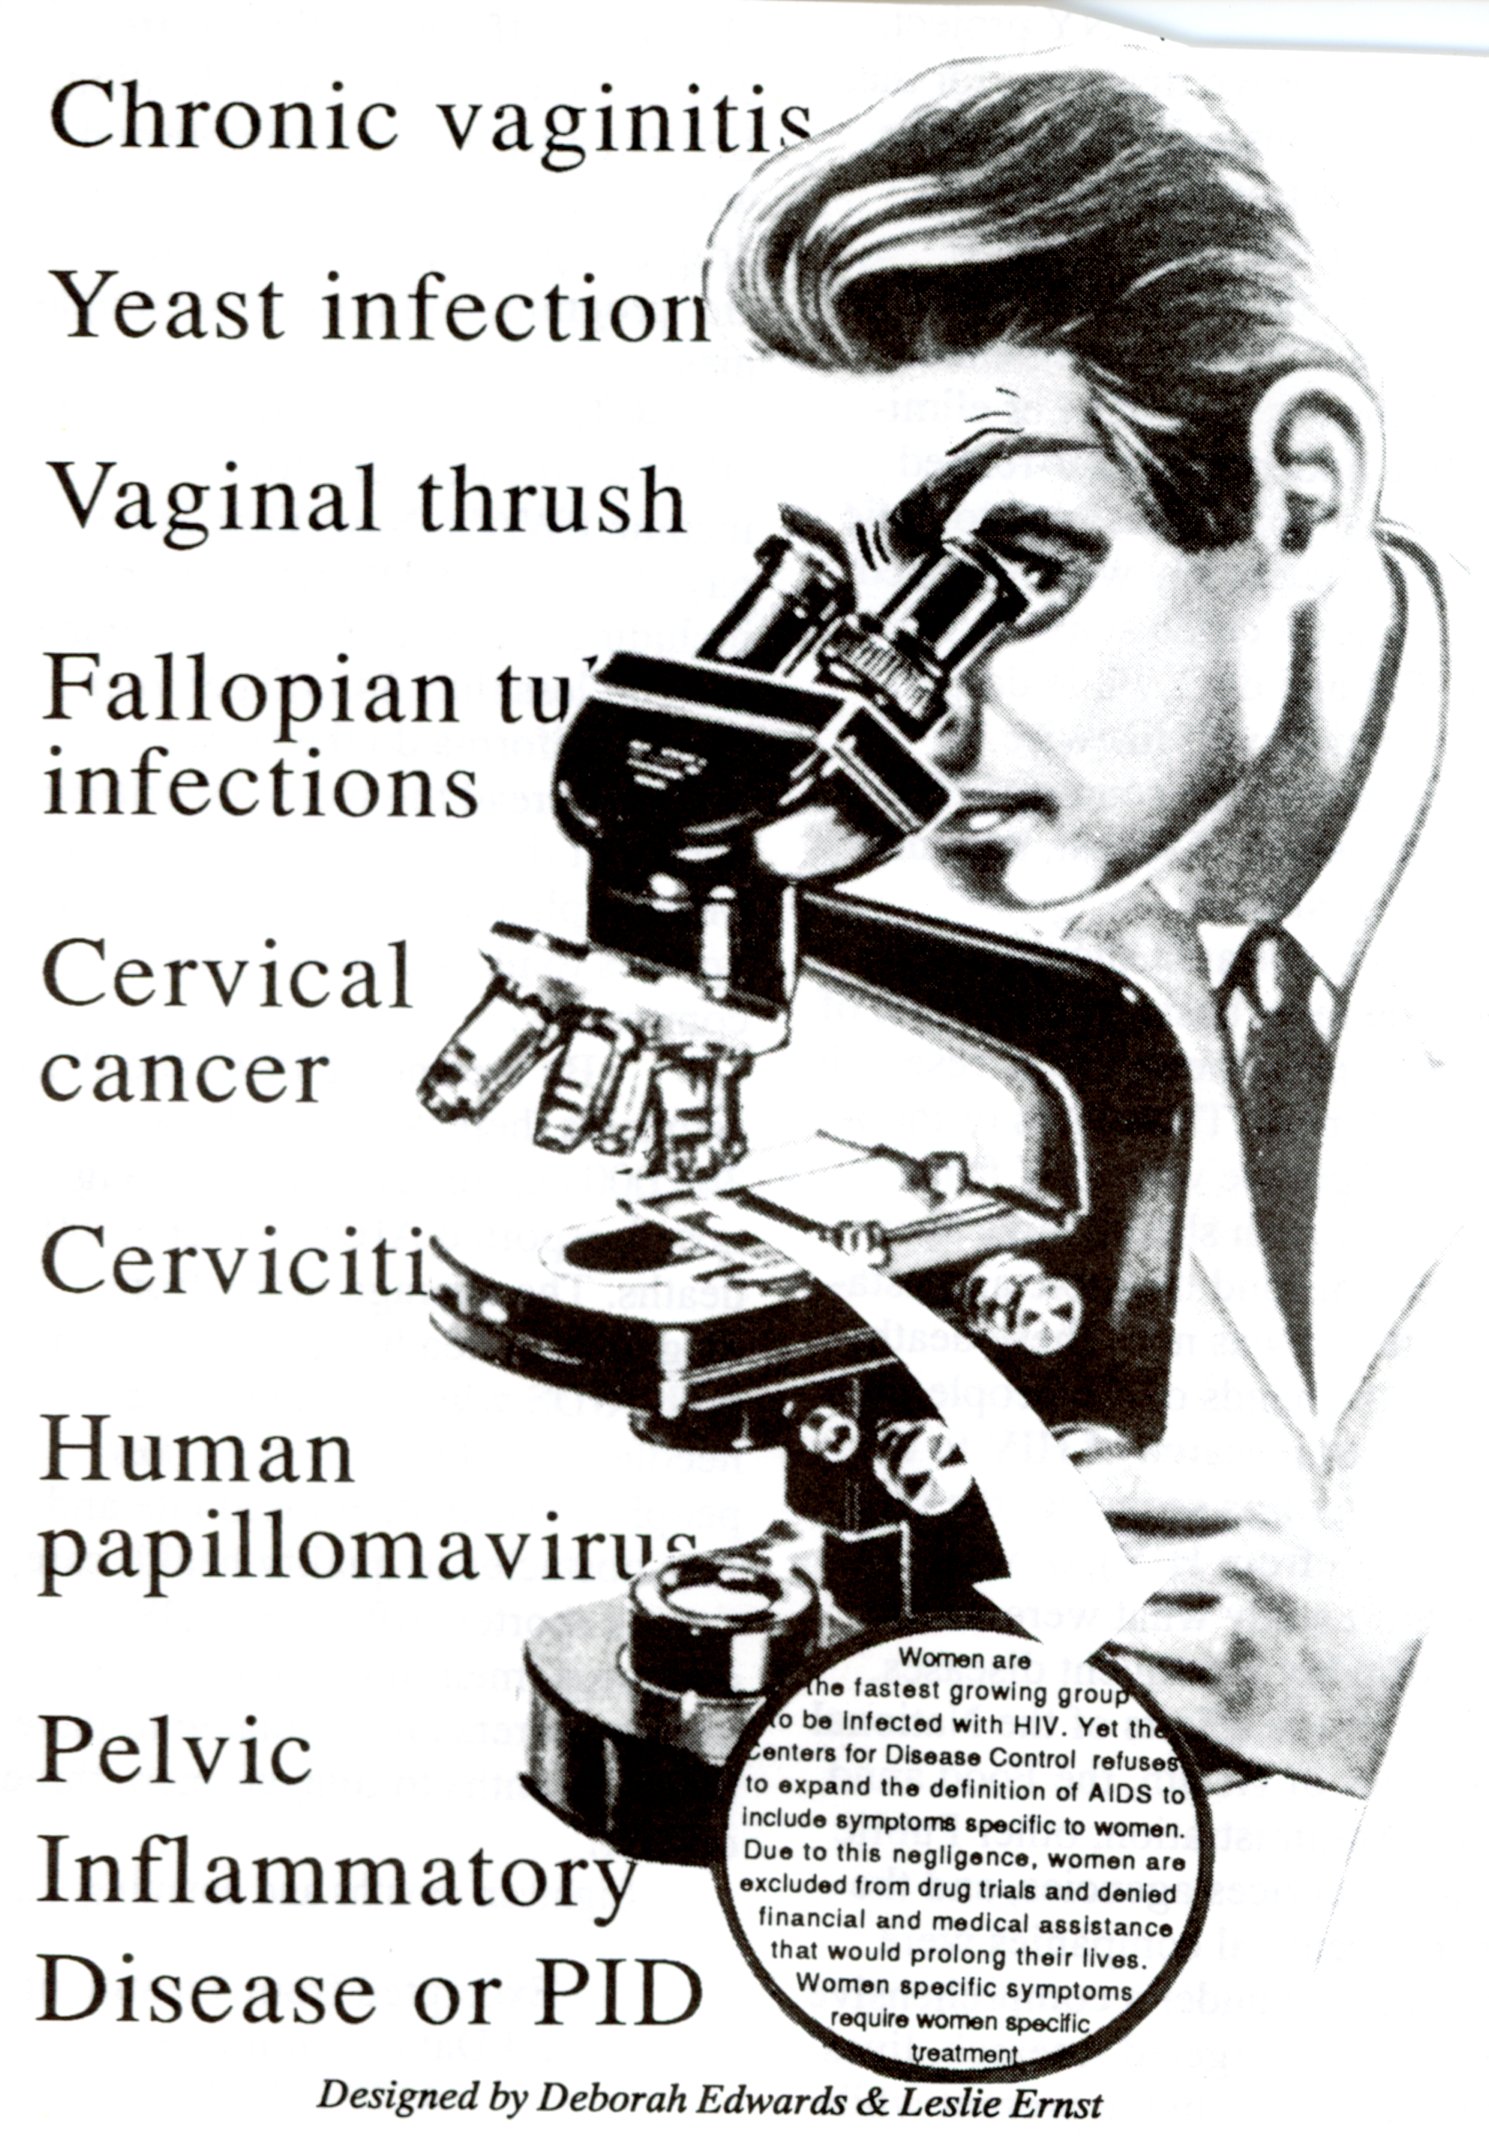 Chronic vaginitis
Yeast infection
Vaginal thrush
Fallopian tu
infections
Cervical
cancer
Cerviciti
Human
papillomavirus
Pelvic
Inflammatory
Disease or PID
Women are
the fastest growing group
to be infected with HIV. Yet the
Centers for Disease Control refuses
to expand the definition of AIDS to
include symptoms specific to women.
Due to this negligence, women are
excluded from drug trials and denied
financial and medical assistance
that would prolong their lives.
Women specific symptoms
require women specific
treatment
Designed by Deborah Edwards & Leslie Ernst